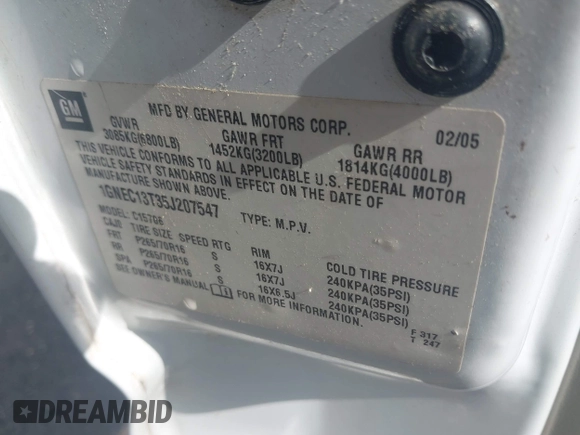 GM
MFD BY GENERAL MOTORS CORP. 02/05
GVWR GAWR FRT GAWR RR
3085KG(6800LB) 1452KG(3200LB) 1814KG(4000LB)
THIS VEHICLE CONFORMS TO ALL APPLICABLE U.S. FEDERAL MOTOR
VEHICLE SAFETY STANDARDS IN EFFECT ON THE DATE OF
MANUFACTURE SHOWN ABOVE.
1GNEC13T35J207547 TYPE: M.P.V.
MODEL: C15706
TIRE SIZE SPEED RTG RIM COLD TIRE PRESSURE
FRT P265/70R16 S 16X7J 240KPA(35PSI)
RR P265/70R16 S 16X7J 240KPA(35PSI)
SPA P265/70R16 S 16X6.5J 240KPA(35PSI)
SEE OWNER'S MANUAL FOR MORE INFORMATION.
F 317
T 247
DREAMBID